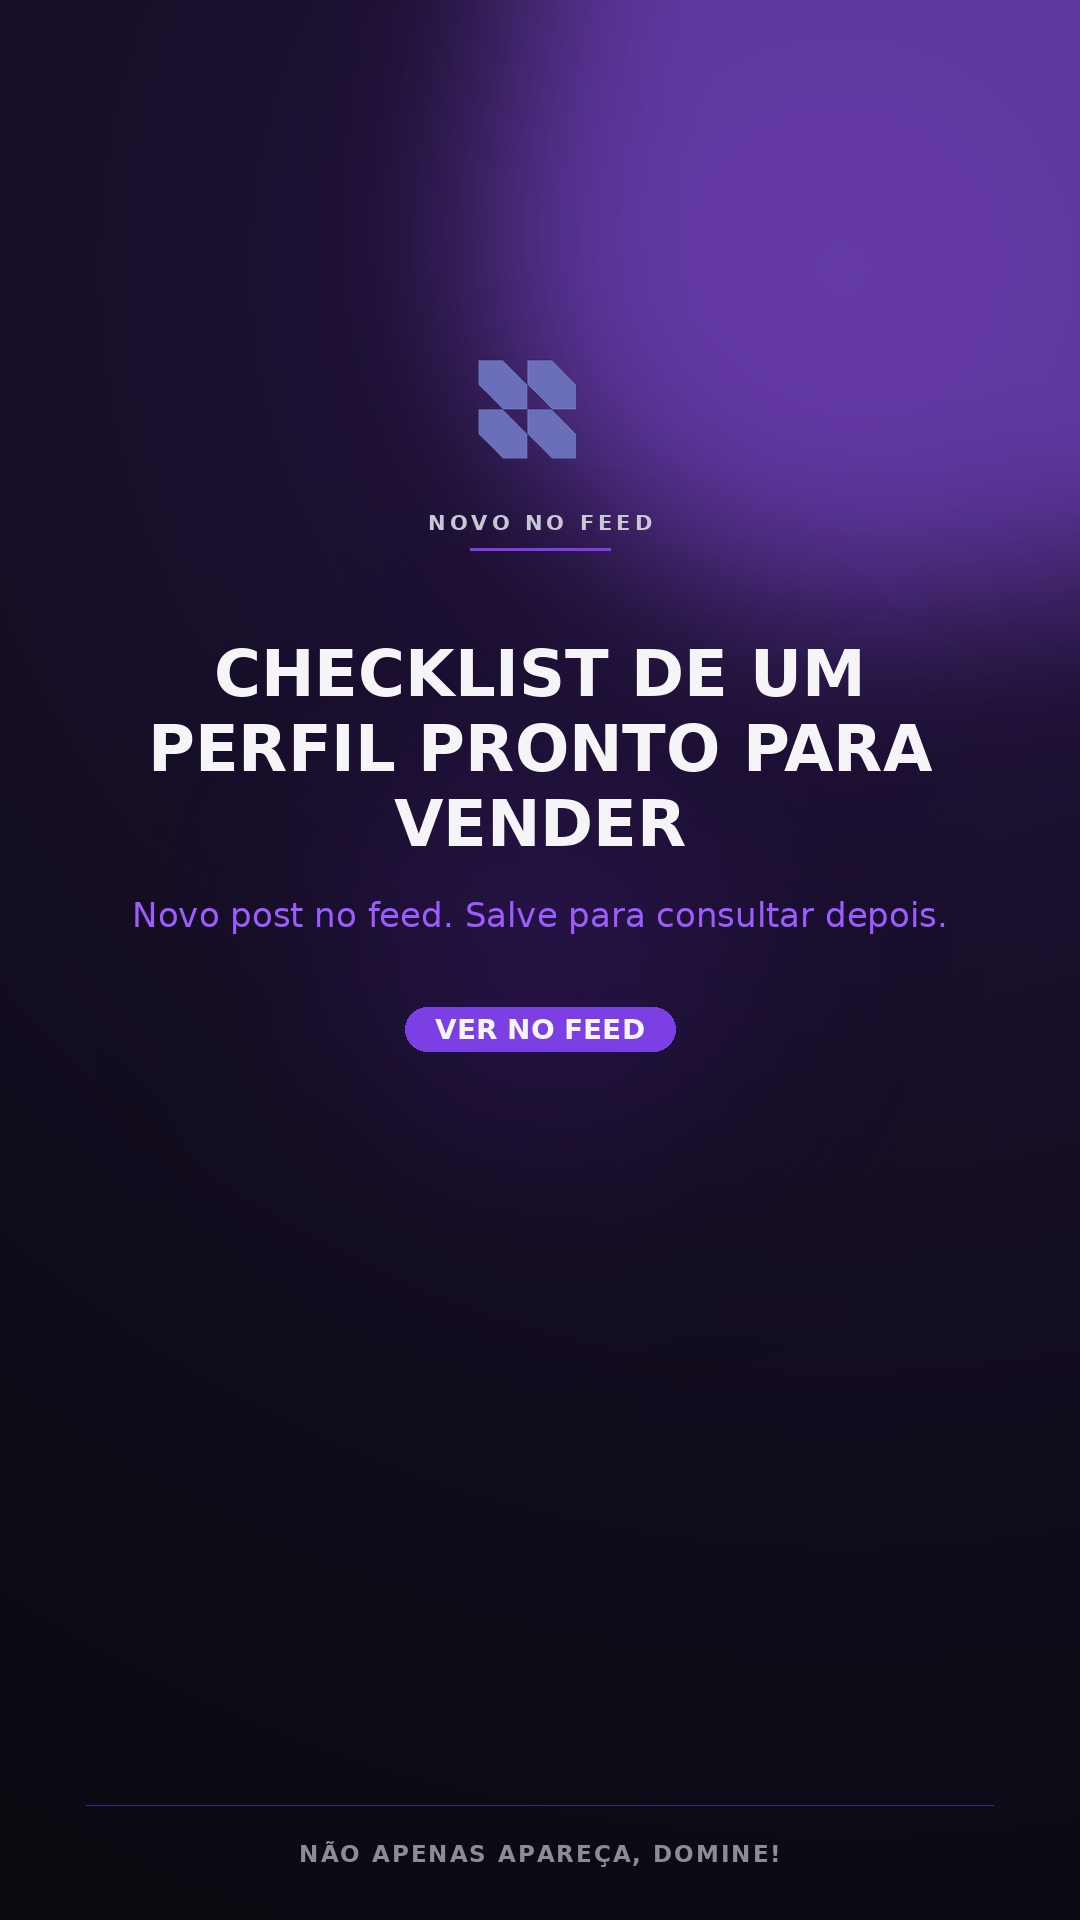 NOVO NO FEED
CHECKLIST DE UM
PERFIL PRONTO PARA
VENDER
Novo post no feed. Salve para consultar depois.
VER NO FEED
NÃO APENAS APAREÇA, DOMINE!